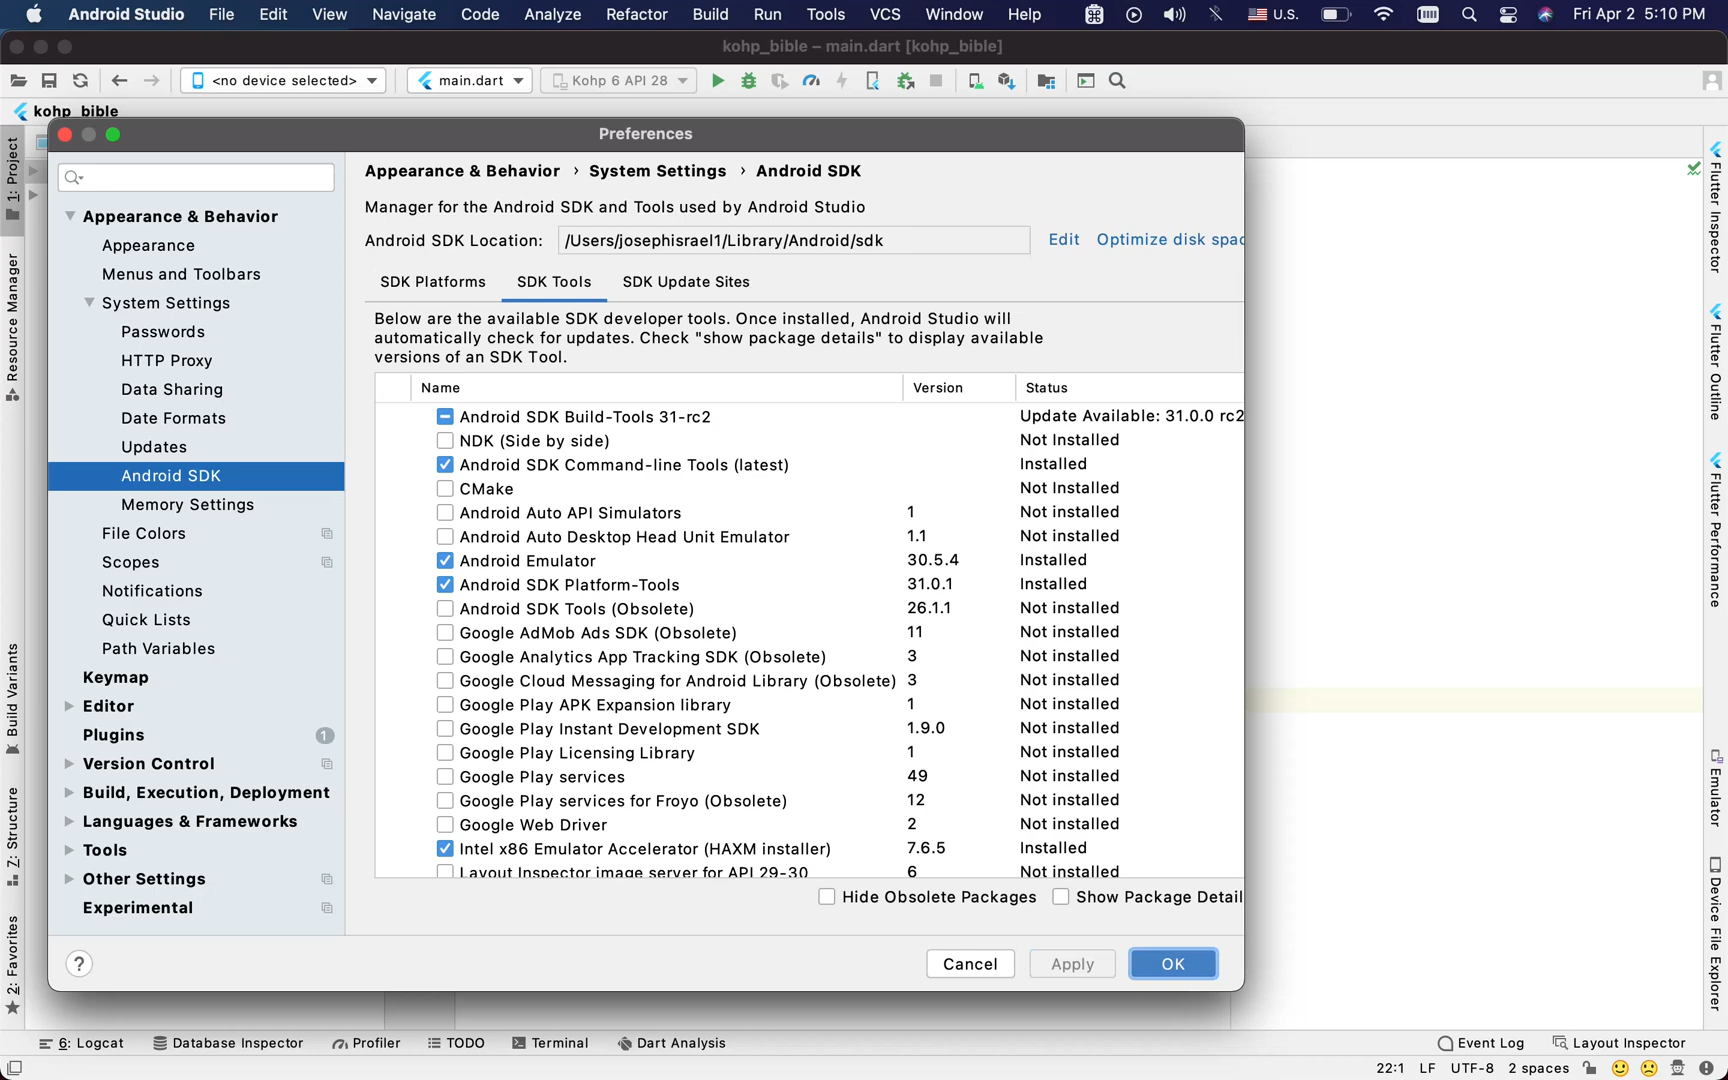 Android Studio File Edit View Navigate Code Analyze Refactor Build Run Tools VCS Window Help U.S. Fri Apr 2 5:10 PM
kohp_bible – main.dart [kohp_bible]
<no device selected> main.dart Kohp 6 API 28
kohp_bible
Preferences
1: Project
Resource Manager
Build Variants
7: Structure
2: Favorites
Appearance & Behavior
Appearance
Menus and Toolbars
System Settings
Passwords
HTTP Proxy
Data Sharing
Date Formats
Updates
Android SDK
Memory Settings
File Colors
Scopes
Notifications
Quick Lists
Path Variables
Keymap
Editor
Plugins 1
Version Control
Build, Execution, Deployment
Languages & Frameworks
Tools
Other Settings
Experimental
Appearance & Behavior › System Settings › Android SDK
Manager for the Android SDK and Tools used by Android Studio
Android SDK Location: /Users/josephisrael1/Library/Android/sdk Edit Optimize disk spac
SDK Platforms SDK Tools SDK Update Sites
Below are the available SDK developer tools. Once installed, Android Studio will
automatically check for updates. Check "show package details" to display available
versions of an SDK Tool.
Name Version Status
Android SDK Build-Tools 31-rc2 Update Available: 31.0.0 rc2
NDK (Side by side) Not Installed
Android SDK Command-line Tools (latest) Installed
CMake Not Installed
Android Auto API Simulators 1 Not installed
Android Auto Desktop Head Unit Emulator 1.1 Not installed
Android Emulator 30.5.4 Installed
Android SDK Platform-Tools 31.0.1 Installed
Android SDK Tools (Obsolete) 26.1.1 Not installed
Google AdMob Ads SDK (Obsolete) 11 Not installed
Google Analytics App Tracking SDK (Obsolete) 3 Not installed
Google Cloud Messaging for Android Library (Obsolete) 3 Not installed
Google Play APK Expansion library 1 Not installed
Google Play Instant Development SDK 1.9.0 Not installed
Google Play Licensing Library 1 Not installed
Google Play services 49 Not installed
Google Play services for Froyo (Obsolete) 12 Not installed
Google Web Driver 2 Not installed
Intel x86 Emulator Accelerator (HAXM installer) 7.6.5 Installed
Layout Inspector image server for API 29-30 6 Not installed
Hide Obsolete Packages Show Package Detail
? Cancel Apply OK
Flutter Inspector
Flutter Outline
Flutter Performance
Emulator
Device File Explorer
6: Logcat Database Inspector Profiler TODO Terminal Dart Analysis Event Log Layout Inspector
22:1 LF UTF-8 2 spaces